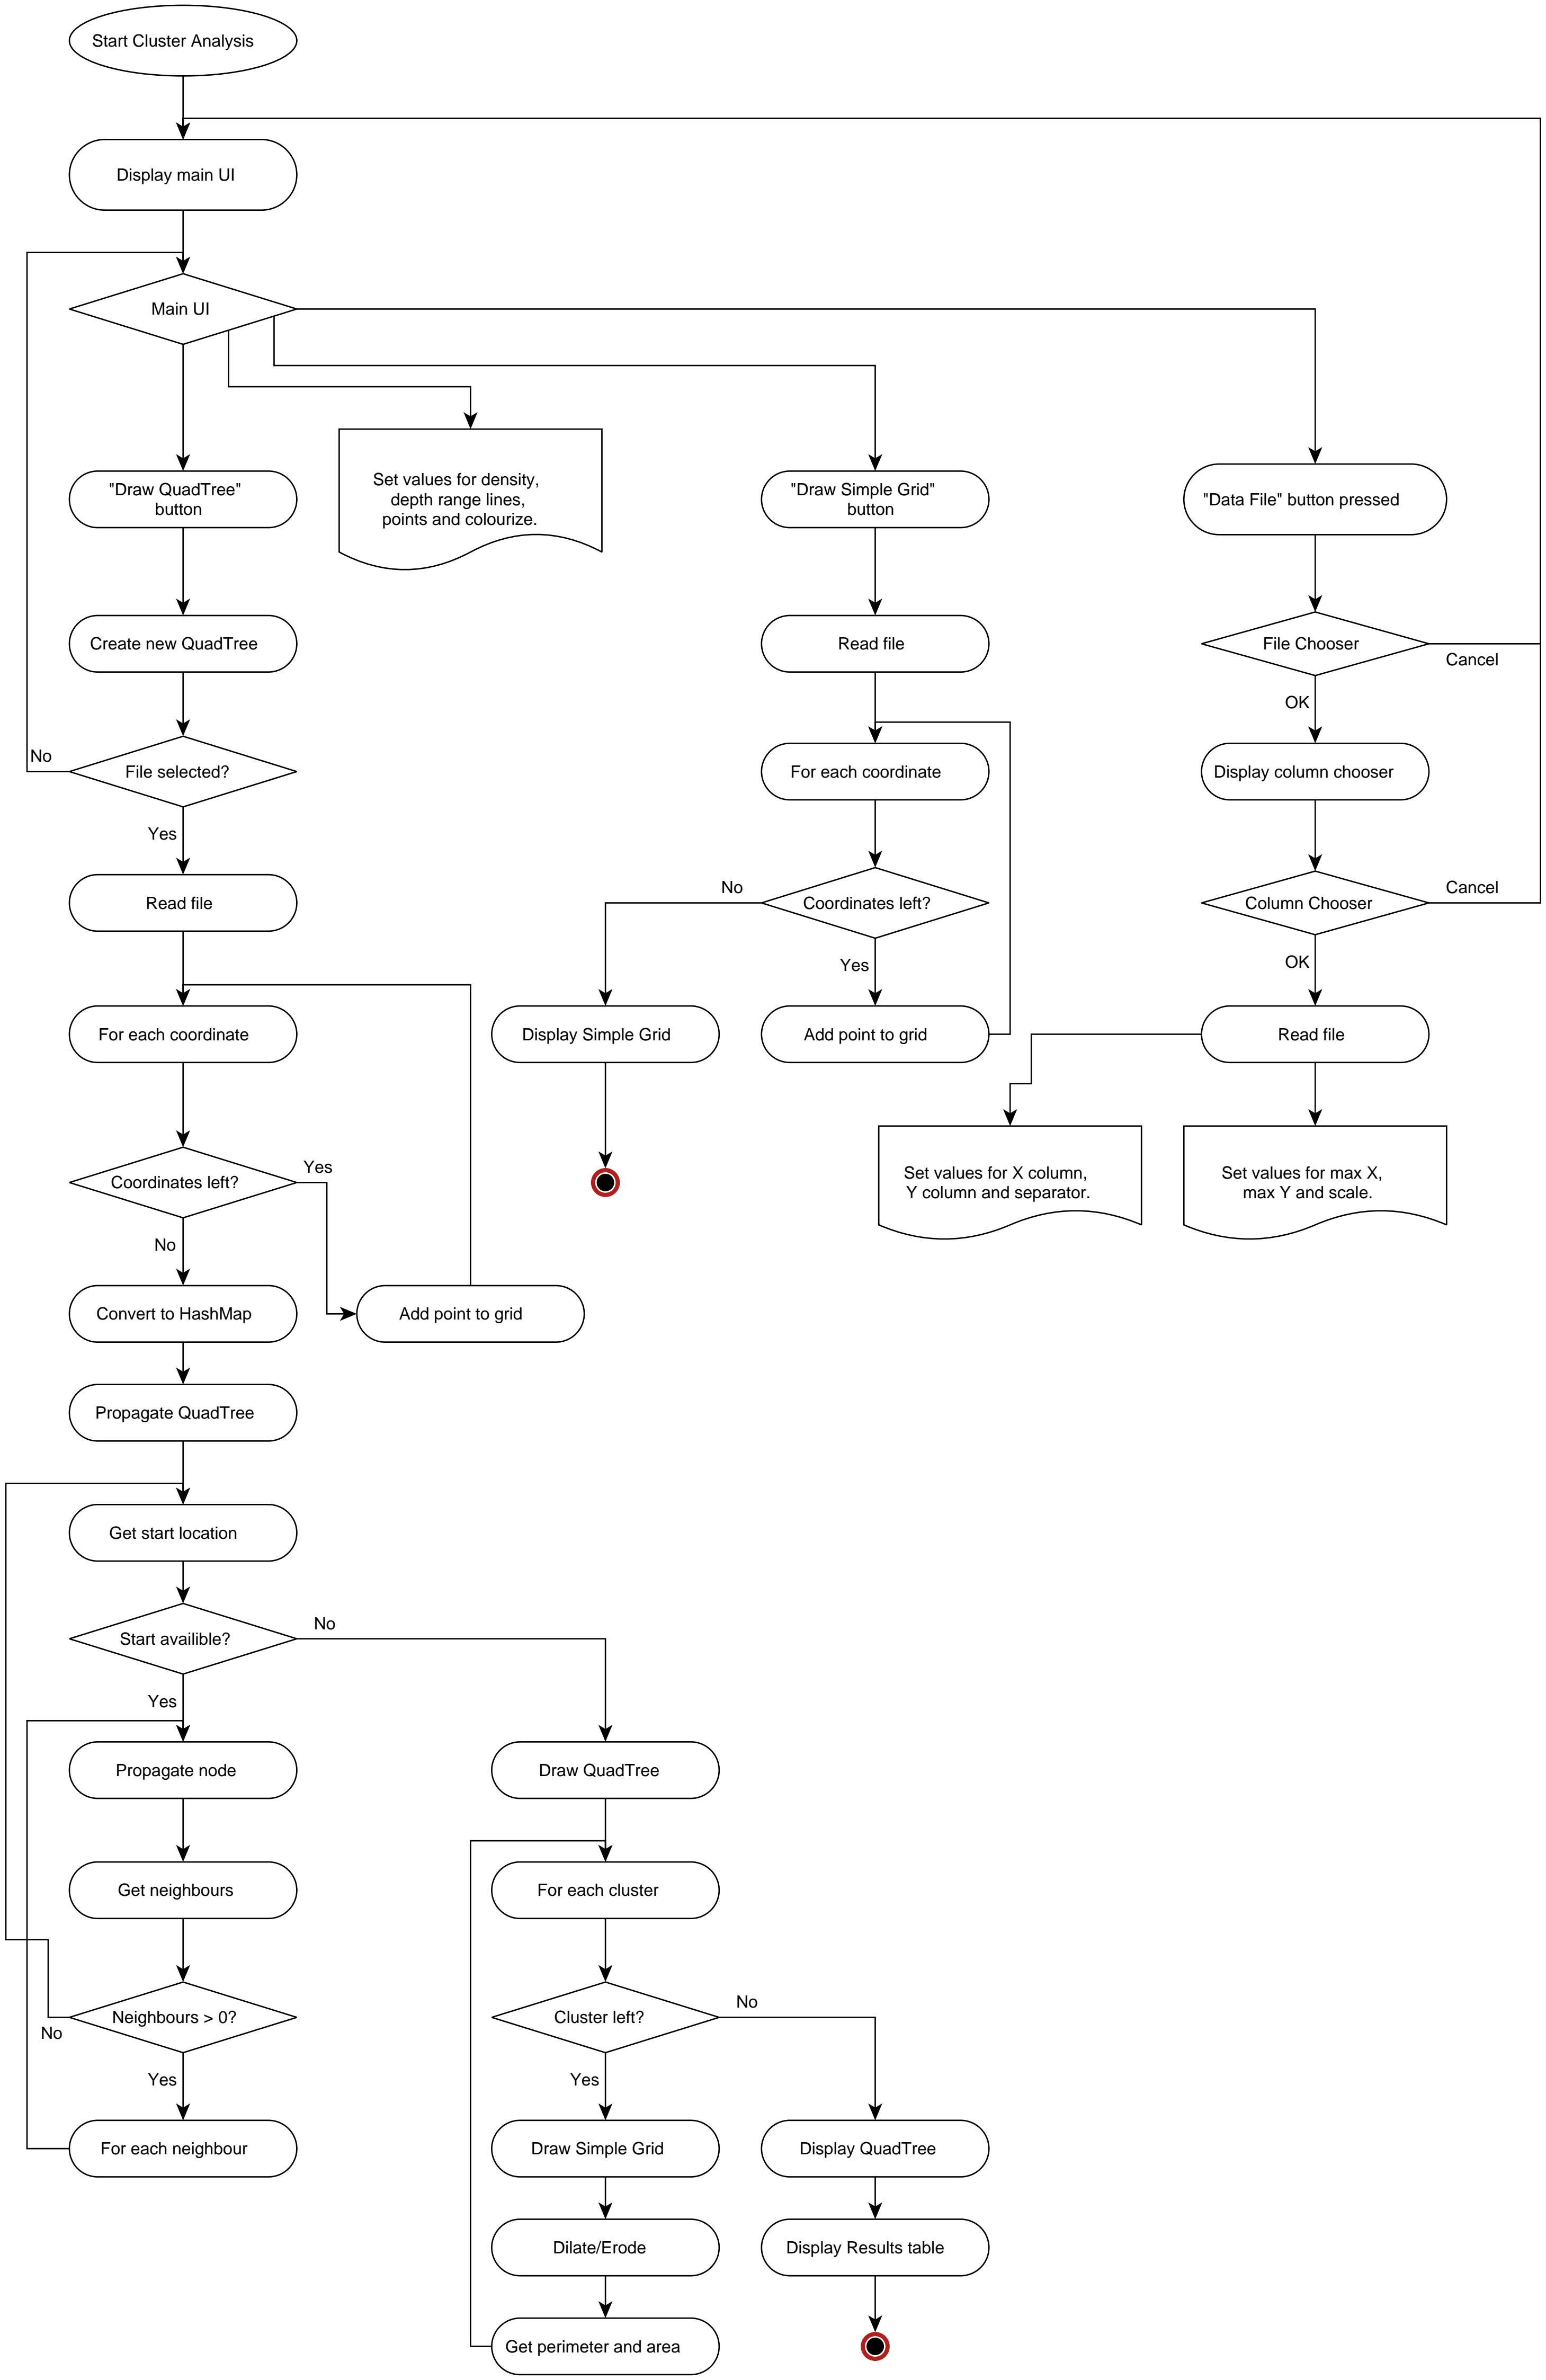 Start Cluster Analysis
Display main UI
Main UI
"Draw QuadTree"
button
Set values for density,
depth range lines,
points and colourize.
"Draw Simple Grid"
button
"Data File" button pressed
Create new QuadTree
Read file
File Chooser
Cancel
OK
No
File selected?
For each coordinate
Display column chooser
Yes
Read file
No
Coordinates left?
Column Chooser
Cancel
Yes
OK
For each coordinate
Display Simple Grid
Add point to grid
Read file
Coordinates left?
Yes
Set values for X column,
Y column and separator.
Set values for max X,
max Y and scale.
No
Convert to HashMap
Add point to grid
Propagate QuadTree
Get start location
Start availible?
No
Yes
Propagate node
Draw QuadTree
Get neighbours
For each cluster
Neighbours > 0?
No
Cluster left?
No
Yes
Yes
For each neighbour
Draw Simple Grid
Display QuadTree
Dilate/Erode
Display Results table
Get perimeter and area